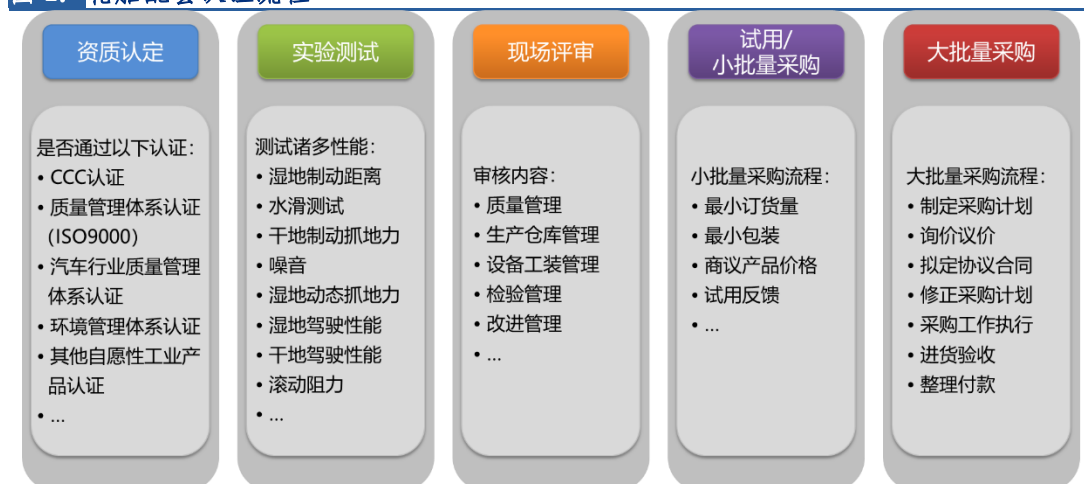 资质认定
是否通过以下认证：
• CCC认证
• 质量管理体系认证
（ISO9000）
• 汽车行业质量管理
体系认证
• 环境管理体系认证
• 其他自愿性工业产
品认证
• ...
实验测试
测试诸多性能：
• 湿地制动距离
• 水滑测试
• 干地制动抓地力
• 噪音
• 湿地动态抓地力
• 湿地驾驶性能
• 干地驾驶性能
• 滚动阻力
• ...
现场评审
审核内容：
• 质量管理
• 生产仓库管理
• 设备工装管理
• 检验管理
• 改进管理
• ...
试用/
小批量采购
小批量采购流程：
• 最小订货量
• 最小包装
• 商议产品价格
• 试用反馈
• ...
大批量采购
大批量采购流程：
• 制定采购计划
• 询价议价
• 拟定协议合同
• 修正采购计划
• 采购工作执行
• 进货验收
• 整理付款